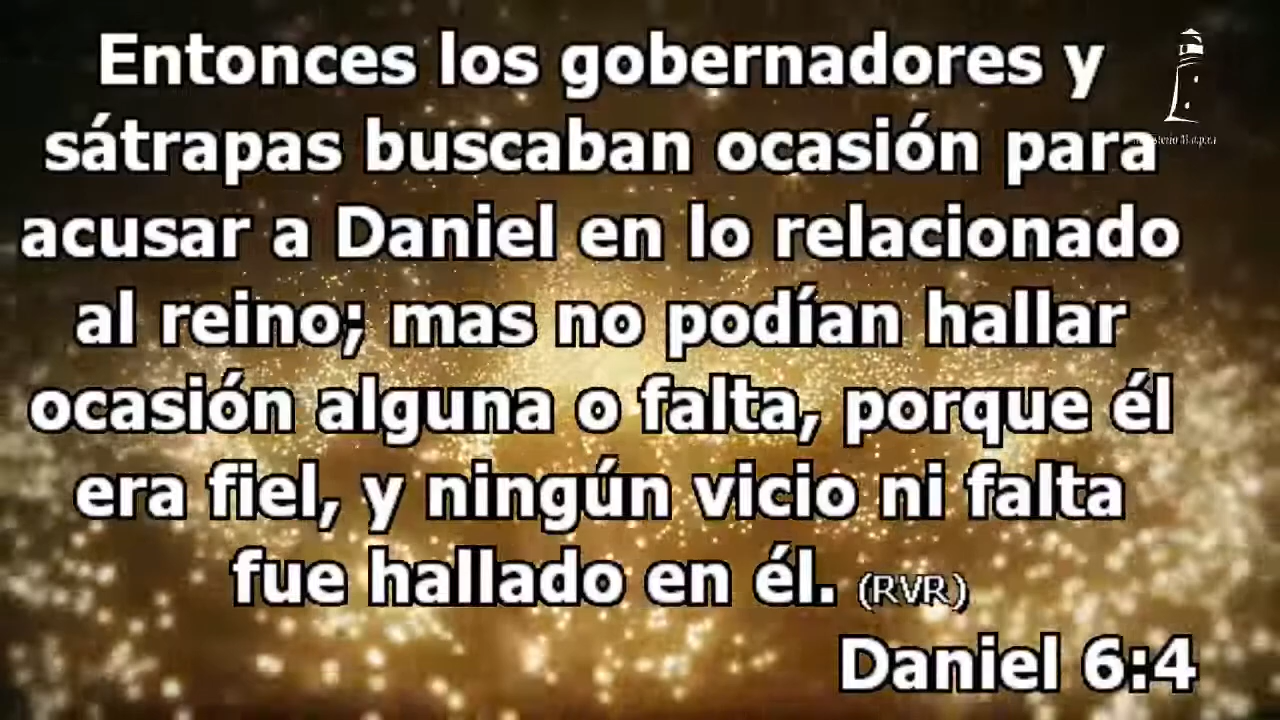 Entonces los gobernadores y
sátrapas buscaban ocasión para
acusar a Daniel en lo relacionado
al reino; mas no podían hallar
ocasión alguna o falta, porque él
era fiel, y ningún vicio ni falta
fue hallado en él. (RVR)
Daniel 6:4